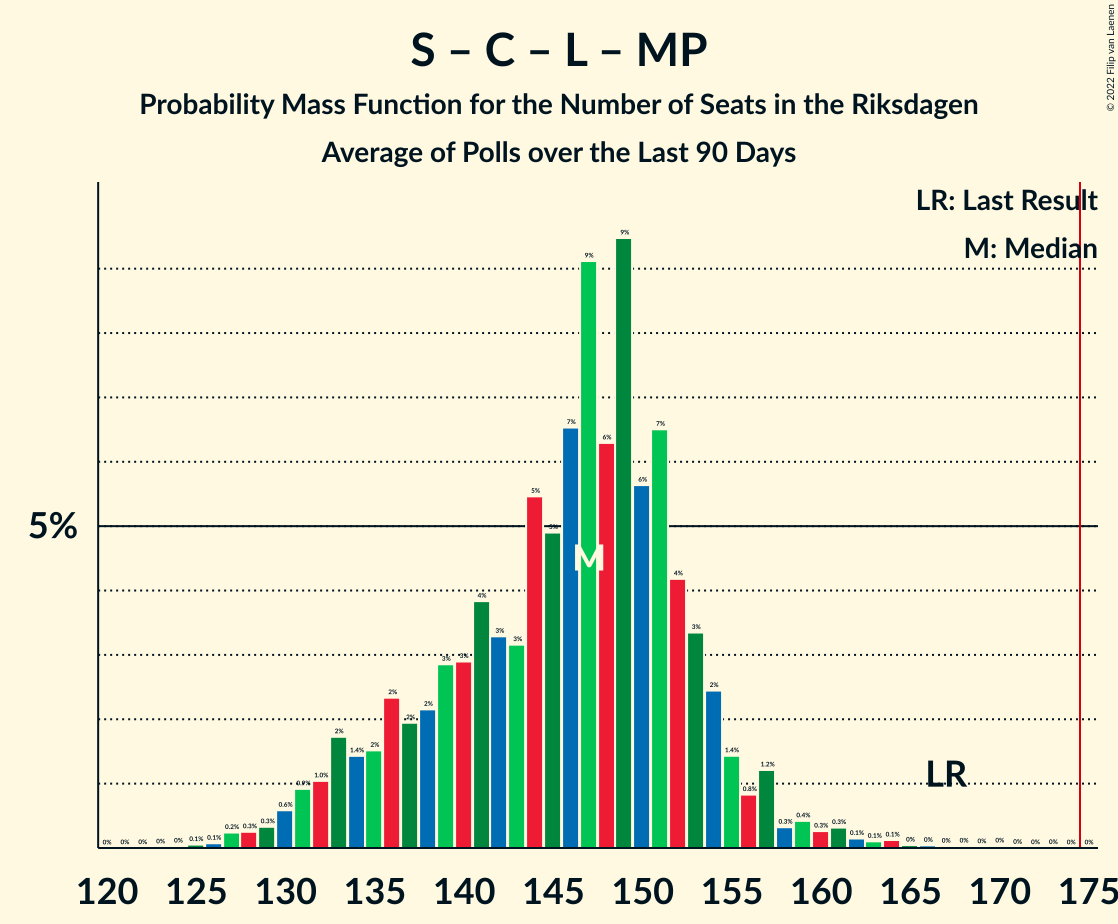 S – C – L – MP
Probability Mass Function for the Number of Seats in the Riksdagen
Average of Polls over the Last 90 Days
© 2022 Filip van Laenen
LR: Last Result
M: Median
5%
0% 0% 0% 0% 0% 0.1% 0.1% 0.2% 0.3% 0.3% 0.6% 0.9% 1.0% 2% 1.4% 2% 2% 2% 2% 3% 3% 4% 3% 3% 5% 5% 7% 9% 6% 9% 6% 7% 4% 3% 2% 1.4% 0.8% 1.2% 0.3% 0.4% 0.3% 0.3% 0.1% 0.1% 0.1% 0% 0% 0% 0% 0% 0% 0% 0% 0% 0% 0%
M
LR
120 125 130 135 140 145 150 155 160 165 170 175